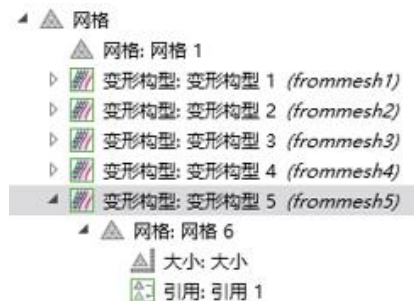 网格
网格: 网格 1
变形构型: 变形构型 1 (frommesh1)
变形构型: 变形构型 2 (frommesh2)
变形构型: 变形构型 3 (frommesh3)
变形构型: 变形构型 4 (frommesh4)
变形构型: 变形构型 5 (frommesh5)
网格: 网格 6
大小: 大小
引用: 引用 1